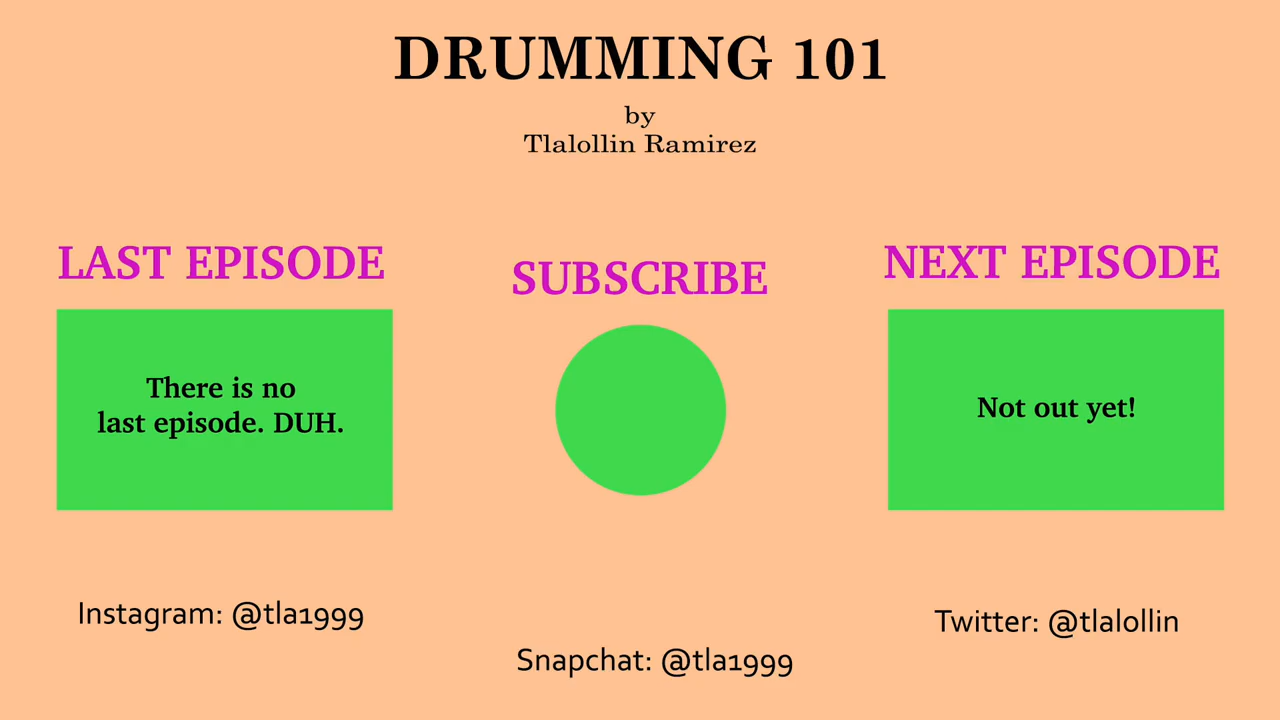 DRUMMING 101
by
Tlalollin Ramirez
LAST EPISODE
SUBSCRIBE
NEXT EPISODE
There is no
last episode. DUH.
Not out yet!
Instagram: @tla1999
Snapchat: @tla1999
Twitter: @tlalollin